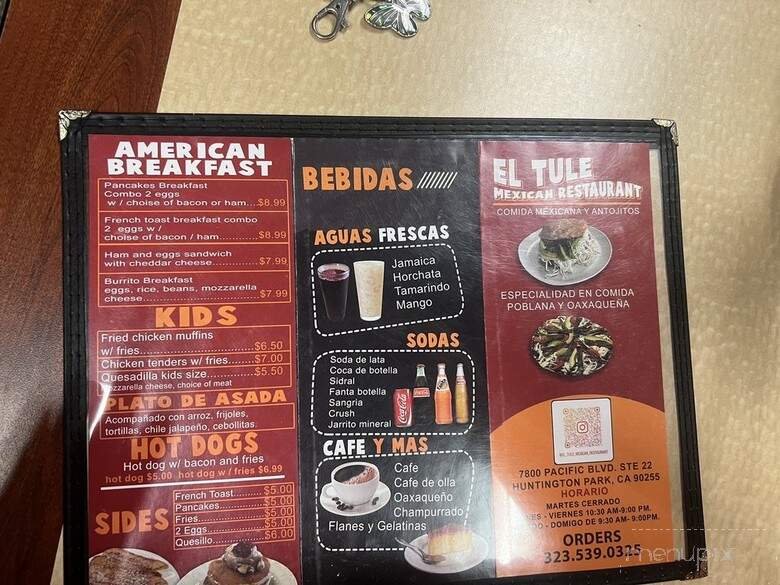 AMERICAN
BREAKFAST
Pancakes Breakfast
Combo 2 eggs
w / choise of bacon or ham....$8.99
French toast breakfast combo
2 eggs w /
choise of bacon / ham..........$8.99
Ham and eggs sandwich
with cheddar cheese............$7.99
Burrito Breakfast
eggs, rice, beans, mozzarella
cheese..............................$7.99
KIDS
Fried chicken muffins
w/ fries..........................$6.50
Chicken tenders w/ fries.......$7.00
Quesadilla kids size............$5.50
mozzarella cheese, choice of meat
PLATO DE ASADA
Acompañado con arroz, frijoles,
tortillas, chile jalapeño, cebollitas.
HOT DOGS
Hot dog w/ bacon and fries
hot dog $5.00 hot dog w/ fries $6.99
SIDES
French Toast........$5.00
Pancakes.............$5.00
Fries...................$5.00
2 Eggs................$5.00
Quesillo...............$6.00
BEBIDAS ///////
AGUAS FRESCAS
Jamaica
Horchata
Tamarindo
Mango
SODAS
Soda de lata
Coca de botella
Sidral
Fanta botella
Sangria
Crush
Jarrito mineral
Coca-Cola
CAFE Y MAS
Cafe
Cafe de olla
Oaxaqueño
Champurrado
Flanes y Gelatinas
EL TULE
MEXICAN RESTAURANT
COMIDA MEXICANA Y ANTOJITOS
ESPECIALIDAD EN COMIDA
POBLANA Y OAXAQUEÑA
7800 PACIFIC BLVD. STE 22
HUNTINGTON PARK, CA 90255
HORARIO
MARTES CERRADO
- VIERNES 10:30 AM-9:00 PM.
- DOMIGO DE 9:30 AM- 9:00PM.
ORDERS
323.539.0325
menupix